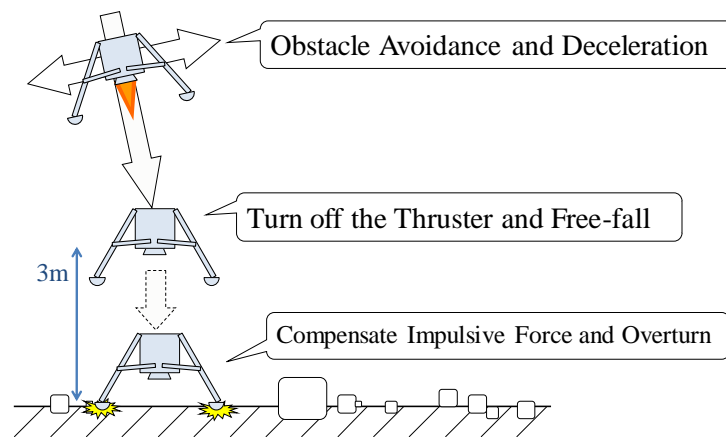 Obstacle Avoidance and Deceleration
Turn off the Thruster and Free-fall
3m
Compensate Impulsive Force and Overturn